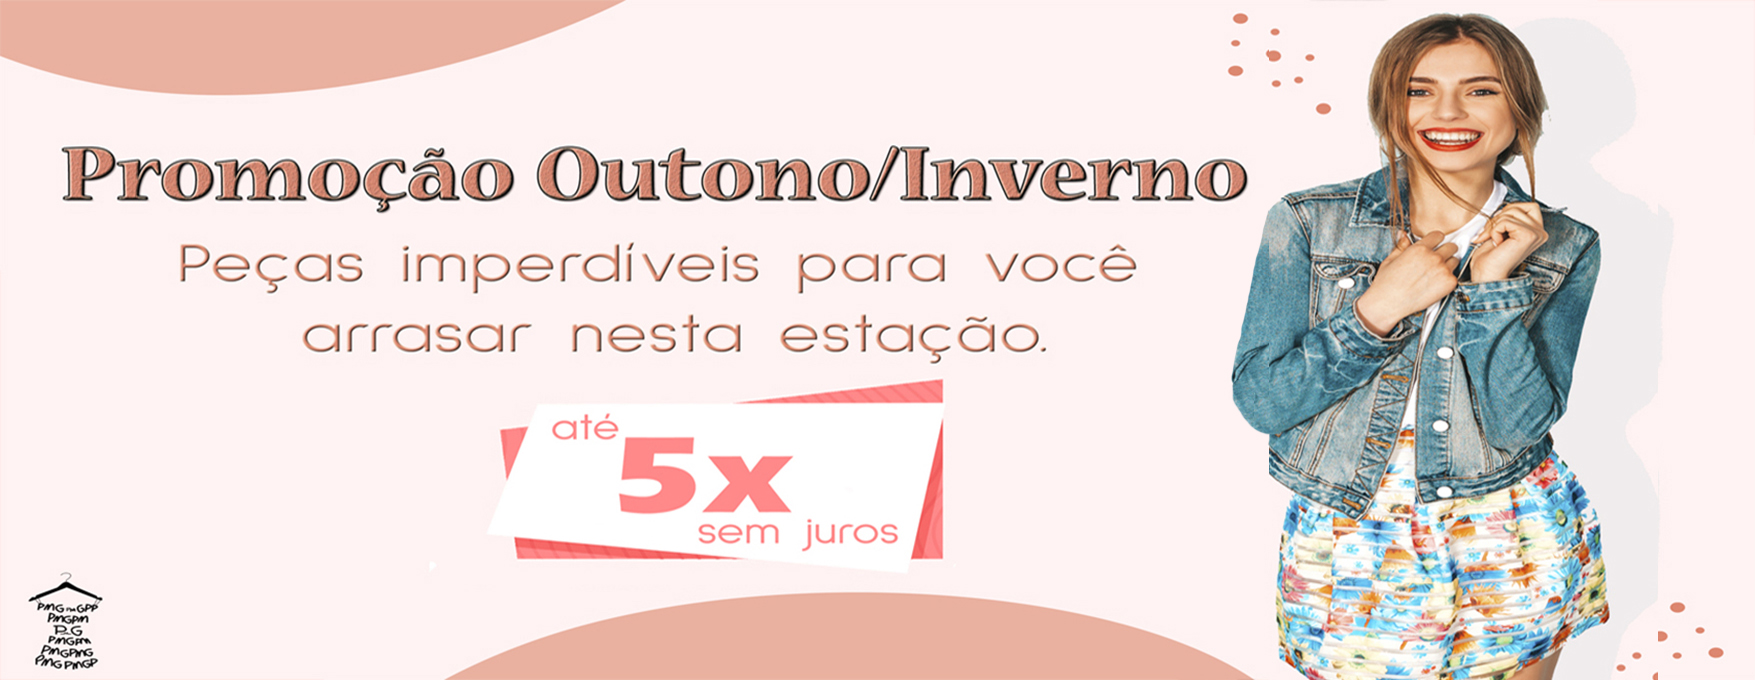 Promoção Outono/Inverno
Peças imperdíveis para você
arrasar nesta estação.
até
5x
sem juros